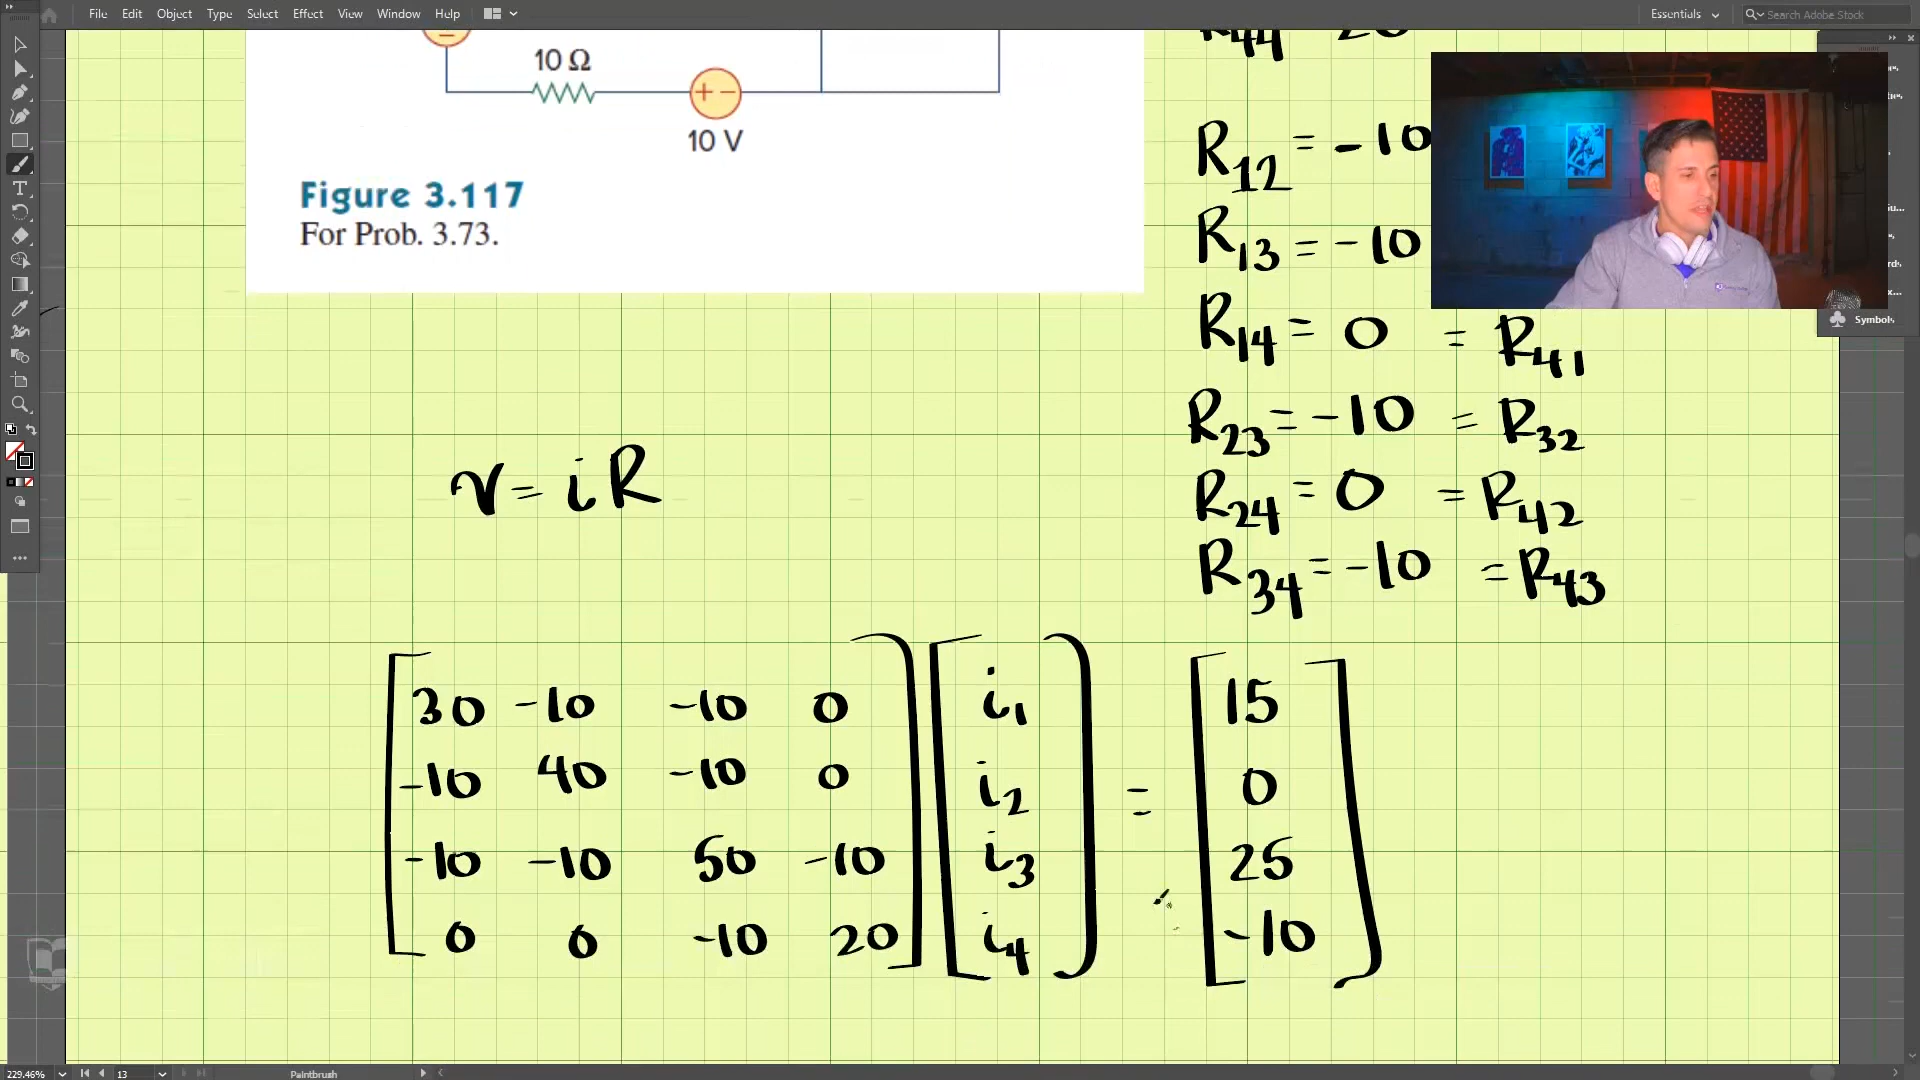 File Edit Object Type Select Effect View Window Help
Essentials
Search Adobe Stock
10 Ω
+ −
10 V
Figure 3.117
For Prob. 3.73.
R12 = -10
R13 = -10
R14 = 0 = R41
R23 = -10 = R32
R24 = 0 = R42
R34 = -10 = R43
Symbols
v = iR
30 -10 -10 0 i1 15
-10 40 -10 0 i2 = 0
-10 -10 50 -10 i3 25
0 0 -10 20 i4 -10
229.46% 13 Paintbrush